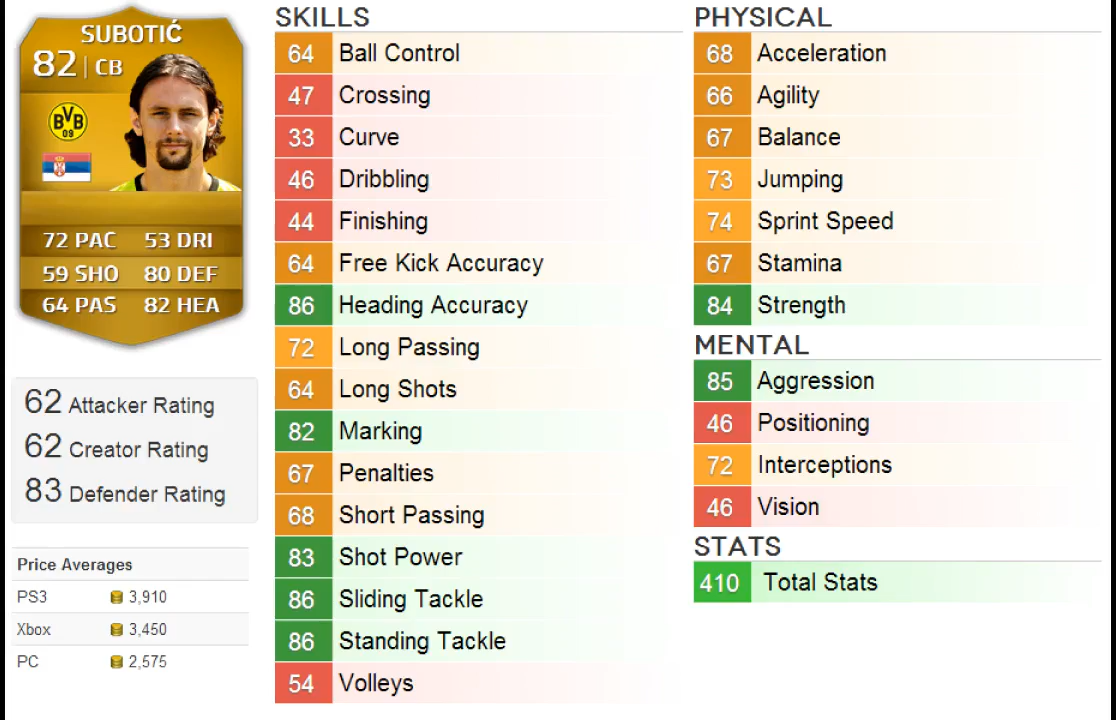 SUBOTIĆ
82 | CB
BVB
09
72 PAC 53 DRI
59 SHO 80 DEF
64 PAS 82 HEA
62 Attacker Rating
62 Creator Rating
83 Defender Rating
Price Averages
PS3 3,910
Xbox 3,450
PC 2,575
SKILLS
64 Ball Control
47 Crossing
33 Curve
46 Dribbling
44 Finishing
64 Free Kick Accuracy
86 Heading Accuracy
72 Long Passing
64 Long Shots
82 Marking
67 Penalties
68 Short Passing
83 Shot Power
86 Sliding Tackle
86 Standing Tackle
54 Volleys
PHYSICAL
68 Acceleration
66 Agility
67 Balance
73 Jumping
74 Sprint Speed
67 Stamina
84 Strength
MENTAL
85 Aggression
46 Positioning
72 Interceptions
46 Vision
STATS
410 Total Stats